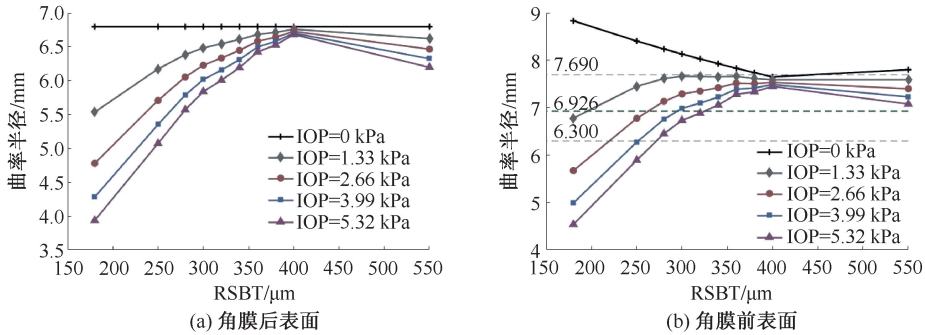 7.0
6.5
6.0
5.5
5.0
4.5
4.0
3.5
曲率半径/mm
IOP=0 kPa
IOP=1.33 kPa
IOP=2.66 kPa
IOP=3.99 kPa
IOP=5.32 kPa
150 200 250 300 350 400 450 500 550
RSBT/μm
(a) 角膜后表面
9
8
7
6
5
4
曲率半径/mm
7.690
6.926
6.300
IOP=0 kPa
IOP=1.33 kPa
IOP=2.66 kPa
IOP=3.99 kPa
IOP=5.32 kPa
150 200 250 300 350 400 450 500 550
RSBT/μm
(b) 角膜前表面